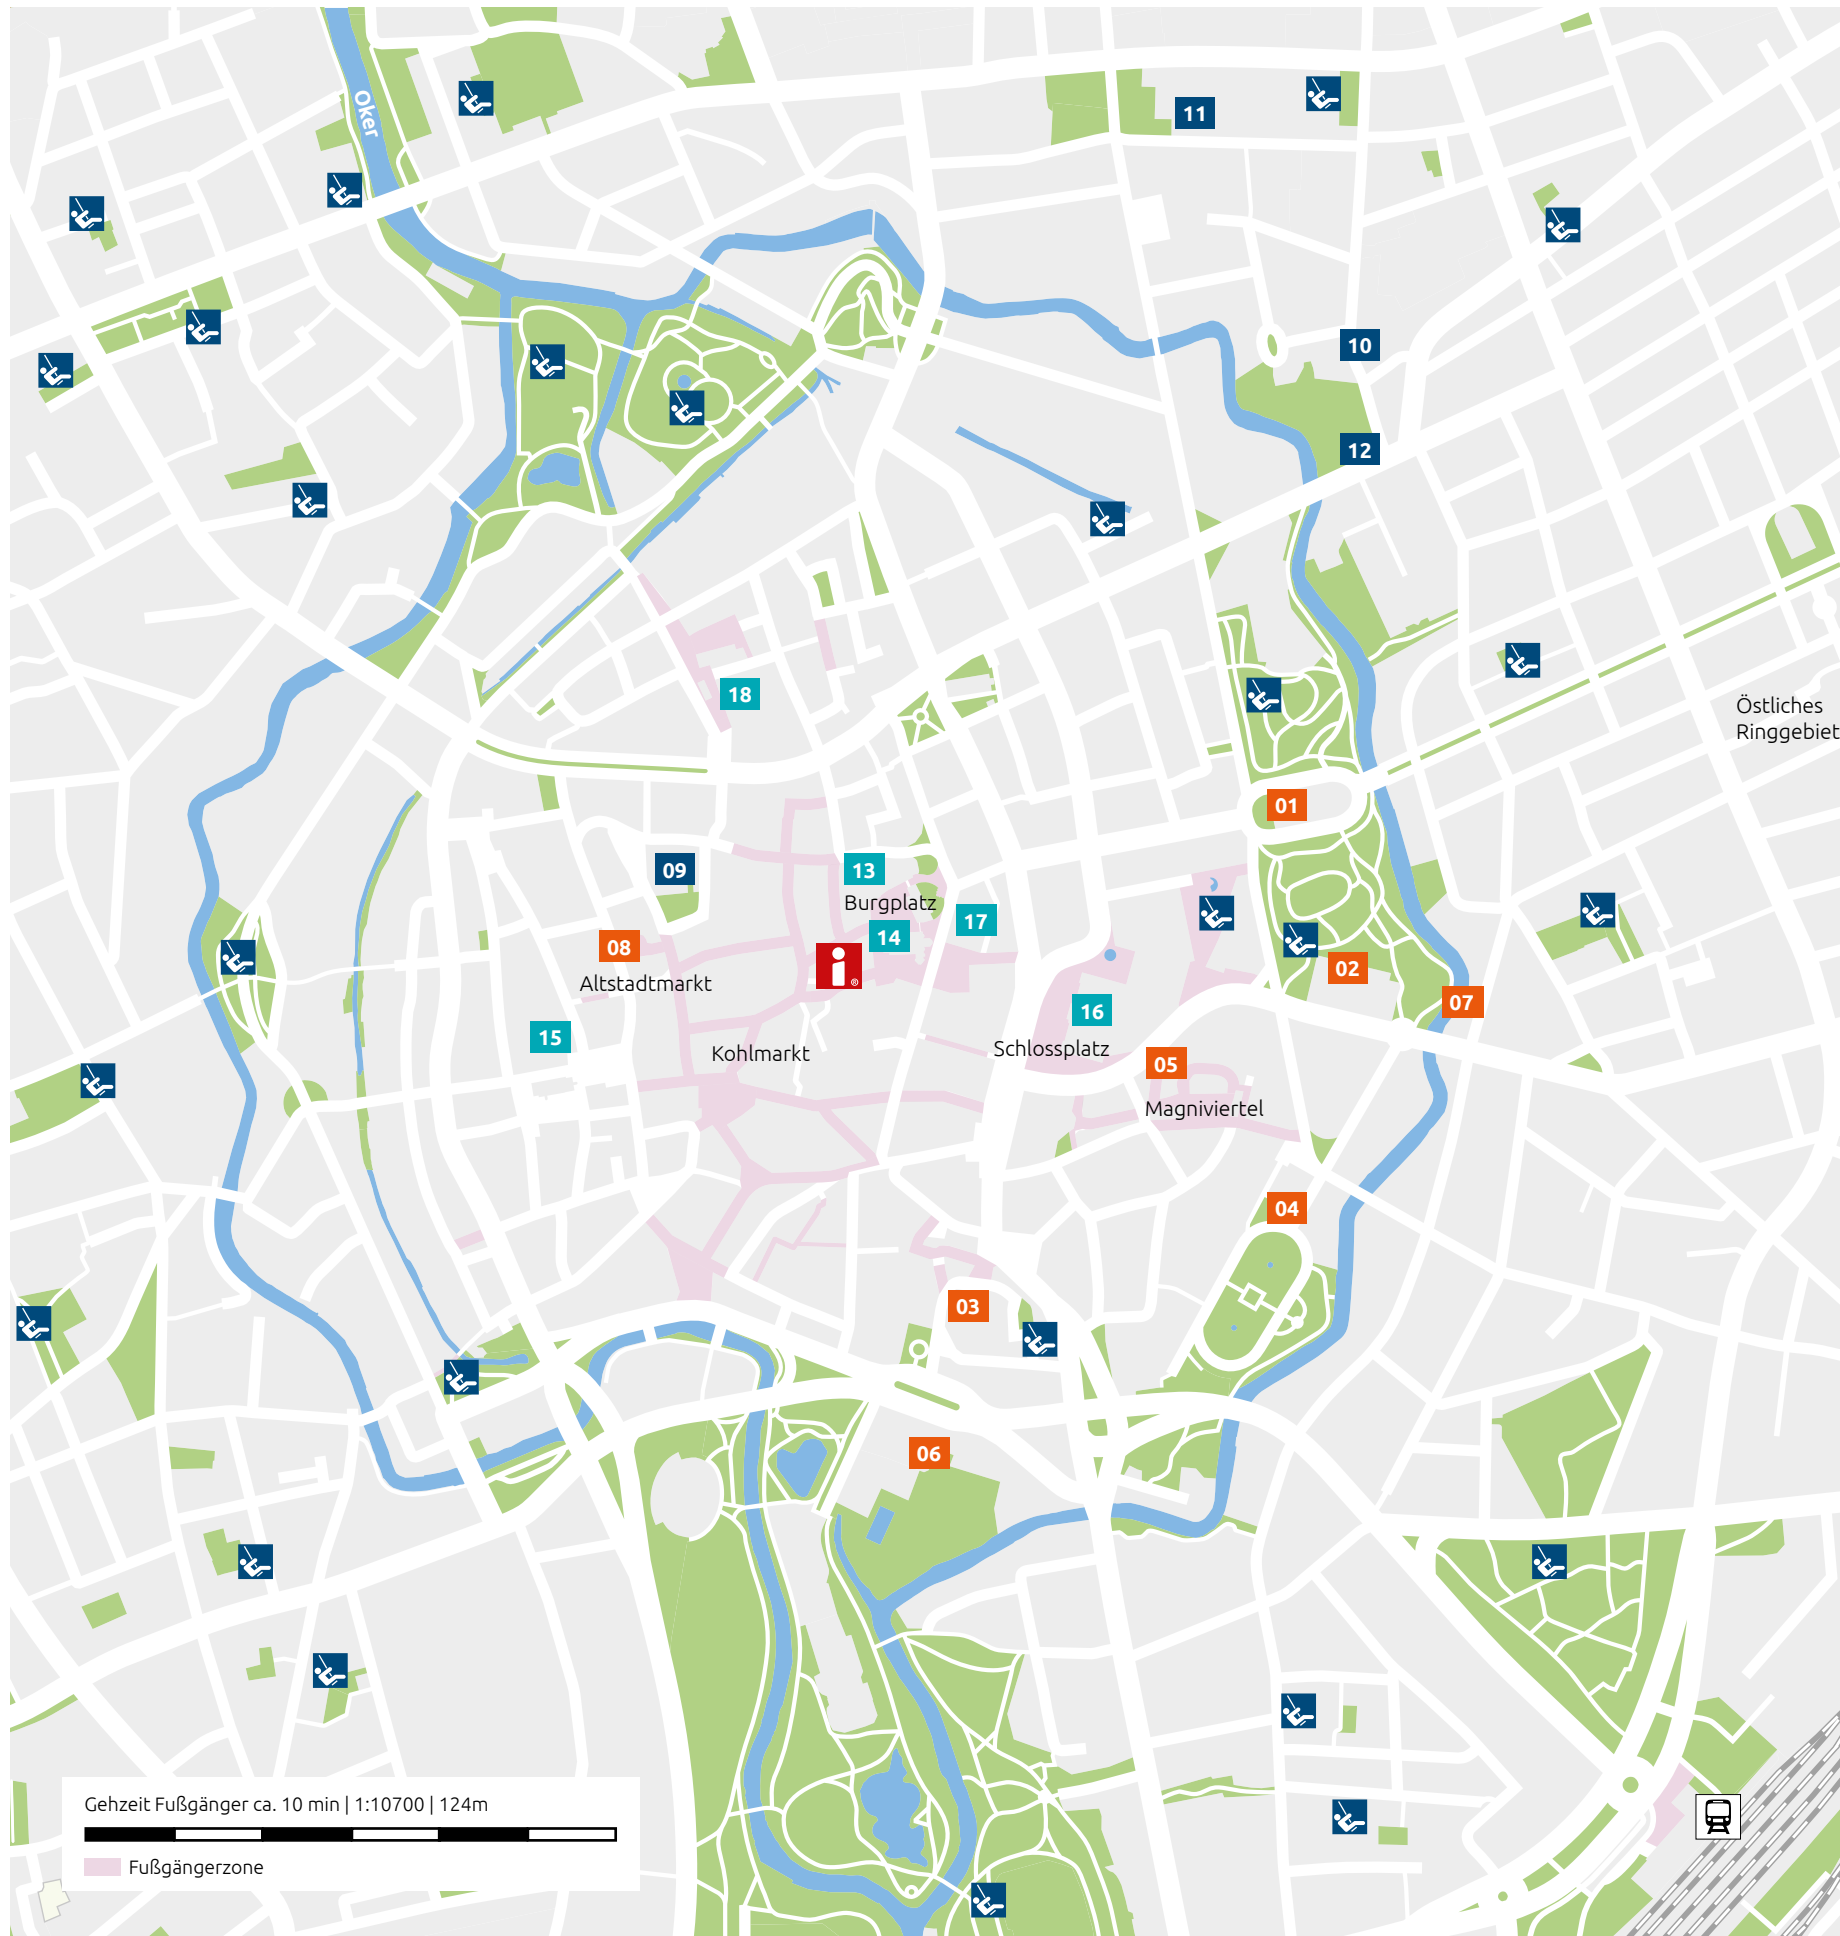 Oker
11
10
12
18
Östliches
Ringgebiet
01
09
13
Burgplatz
17
14
08
Altstadtmarkt
i
®
02
07
16
15
Schlossplatz
Kohlmarkt
05
Magniviertel
04
03
06
Gehzeit Fußgänger ca. 10 min | 1:10700 | 124m
Fußgängerzone